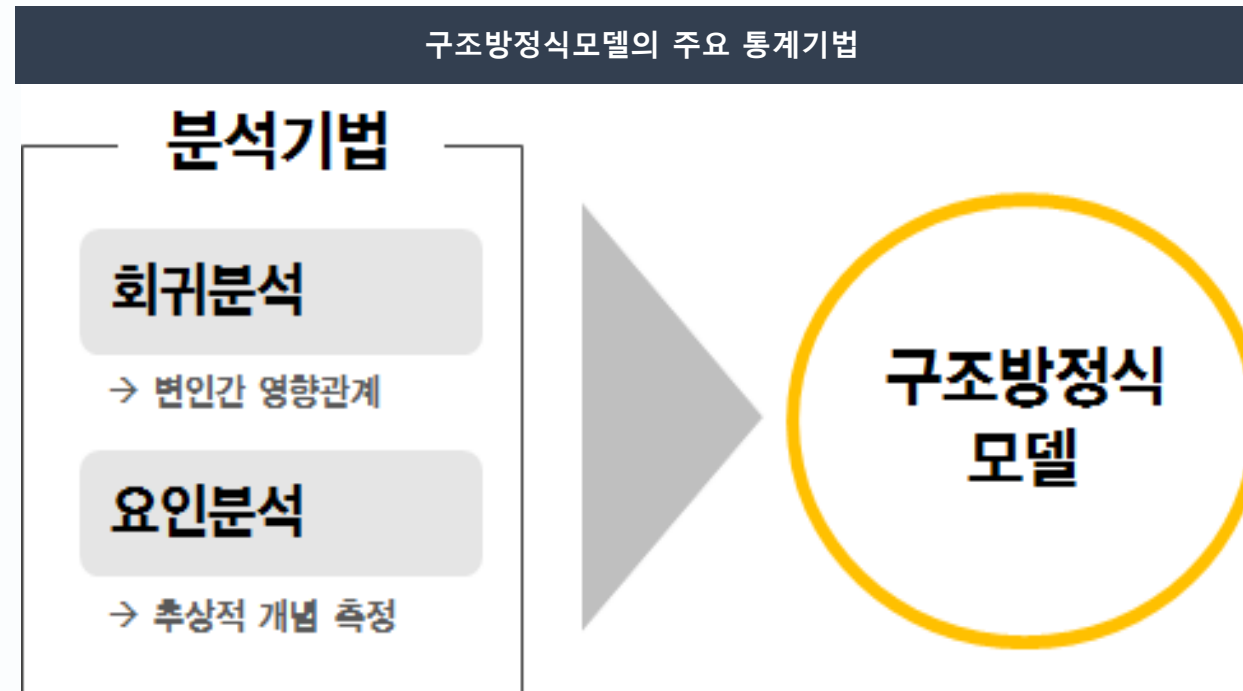 구조방정식모델의 주요 통계기법
분석기법
회귀분석
→ 변인간 영향관계
요인분석
→ 추상적 개념 측정
구조방정식
모델